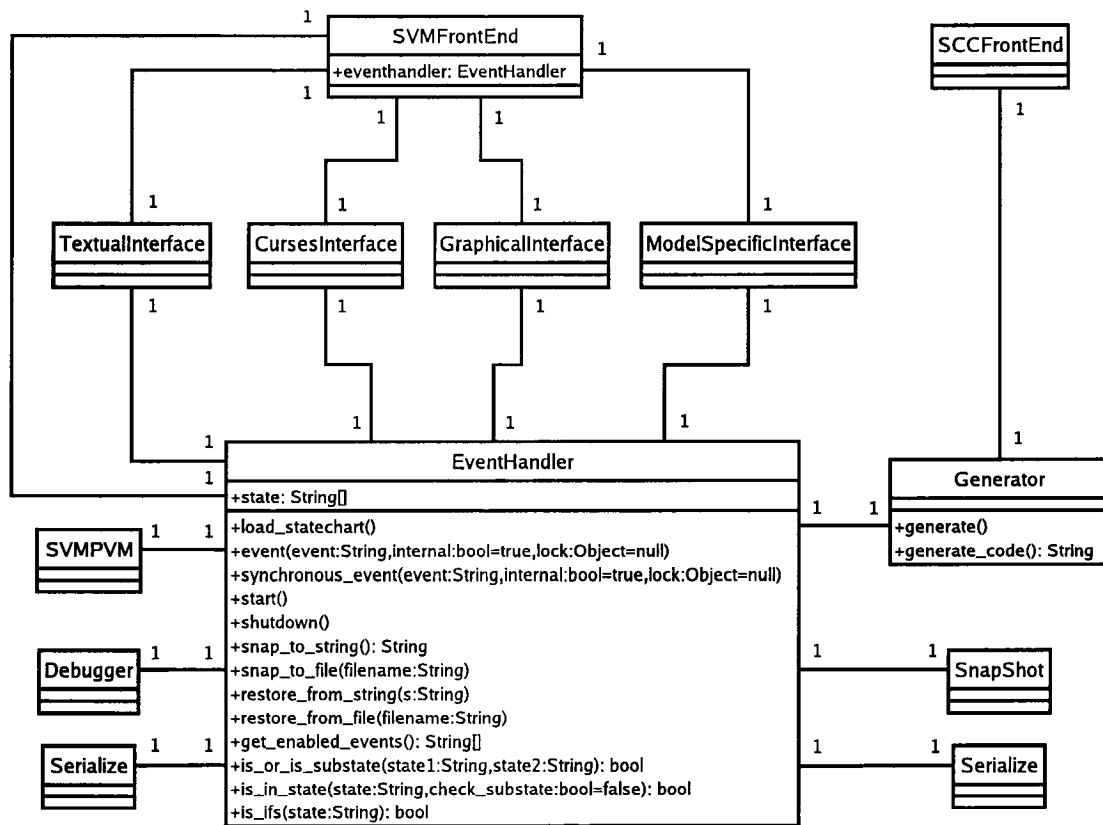 1
SVMFrontEnd
+eventhandler: EventHandler
1
1
1
1
SCCFrontEnd
1
1
1
1
1
TextualInterface
CursesInterface
GraphicalInterface
ModelSpecificInterface
1
1
1
1
1
1
1
1
1
1
EventHandler
+state: String[]
+load_statechart()
+event(event:String,internal:bool=true,lock:Object=null)
+synchronous_event(event:String,internal:bool=true,lock:Object=null)
+start()
+shutdown()
+snap_to_string(): String
+snap_to_file(filename:String)
+restore_from_string(s:String)
+restore_from_file(filename:String)
+get_enabled_events(): String[]
+is_or_is_substate(state1:String,state2:String): bool
+is_in_state(state:String,check_substate:bool=false): bool
+is_ifs(state:String): bool
1
Generator
+generate()
+generate_code(): String
1 1
1 1
SVMPVM
1 1
Debugger
1 1
Serialize
1 1
SnapShot
1 1
Serialize